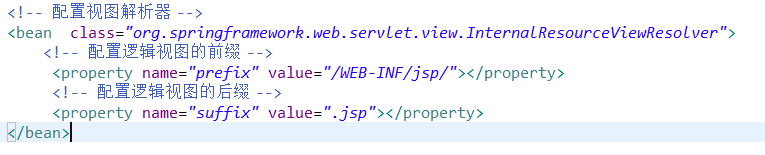 <!-- 配置视图解析器 -->
<bean  class="org.springframework.web.servlet.view.InternalResourceViewResolver">
<!-- 配置逻辑视图的前缀 -->
<property name="prefix" value="/WEB-INF/jsp/"></property>
<!-- 配置逻辑视图的后缀 -->
<property name="suffix" value=".jsp"></property>
</bean>